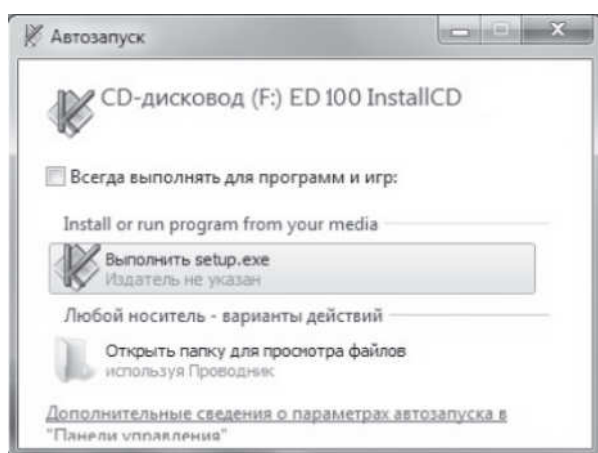 Автозапуск
CD-дисковод (F:) ED 100 InstallCD
Всегда выполнять для программ и игр:
Install or run program from your media
Выполнить setup.exe
Издатель не указан
Любой носитель - варианты действий
Открыть папку для просмотра файлов
используя Проводник
Дополнительные сведения о параметрах автозапуска в
"Панели управления"